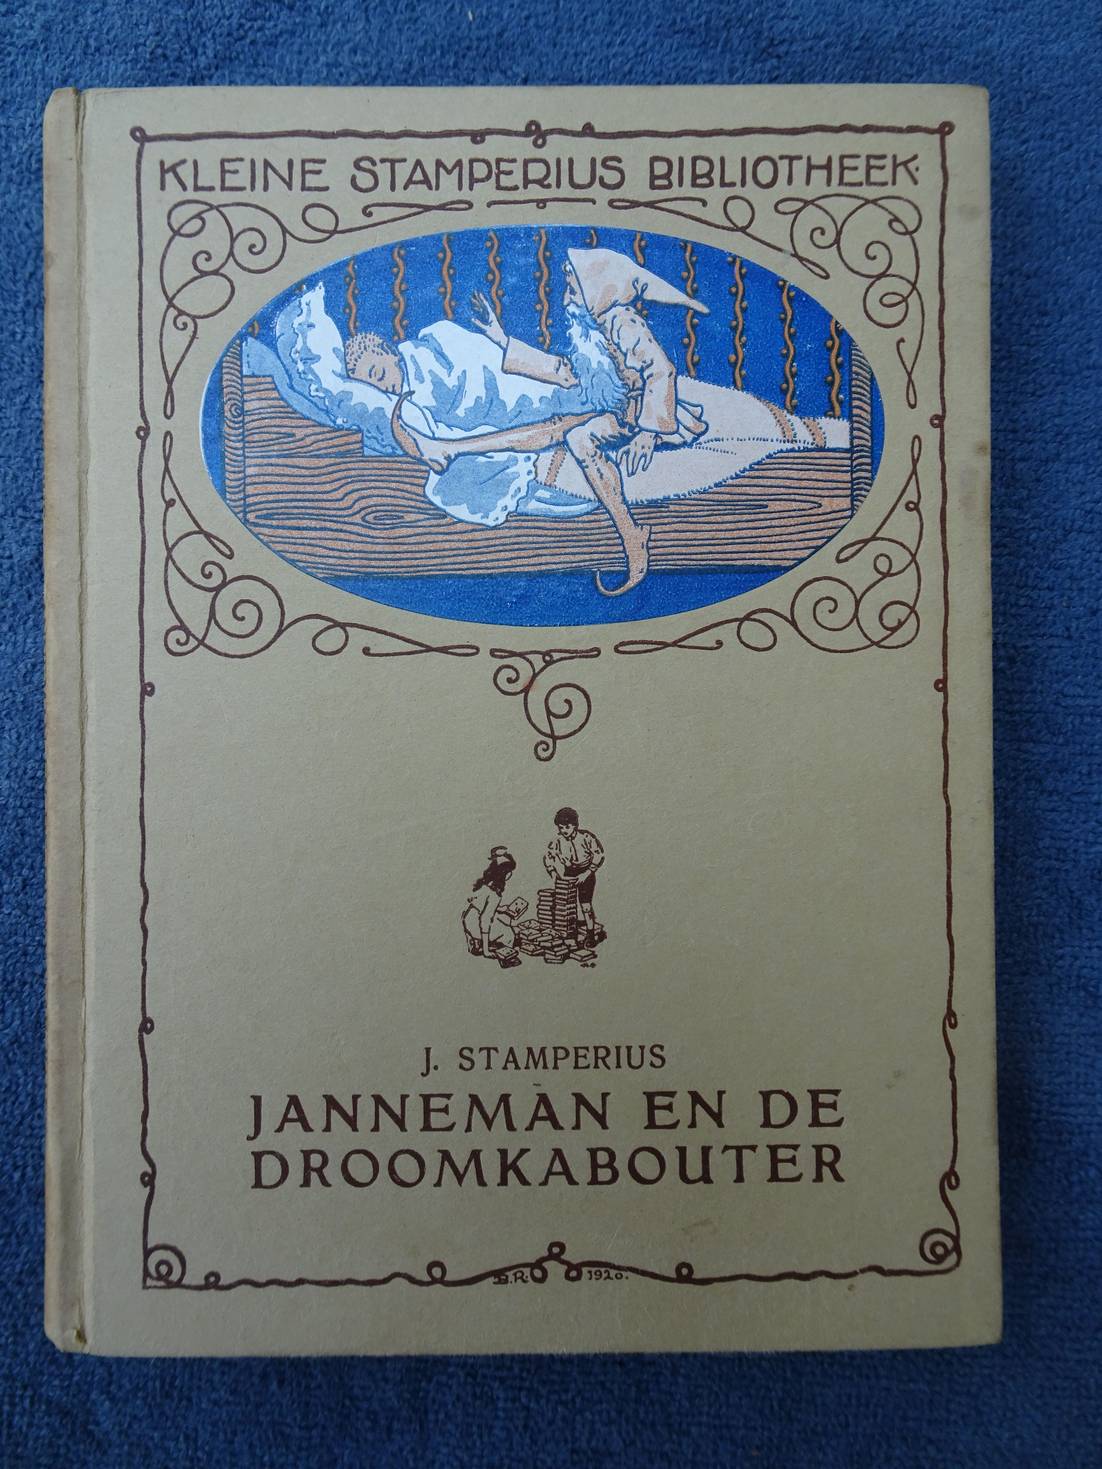 KLEINE STAMPERIUS BIBLIOTHEEK.
J. STAMPERIUS
JANNEMAN EN DE
DROOMKABOUTER
B.R. 1920.